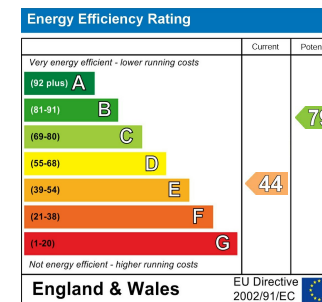 Energy Efficiency Rating
Current
Very energy efficient - lower running costs
(92 plus) A
(81-91) B
(69-80) C
(55-68) D
(39-54) E
44
(21-38) F
(1-20) G
Not energy efficient - higher running costs
England & Wales
EU Directive
2002/91/EC